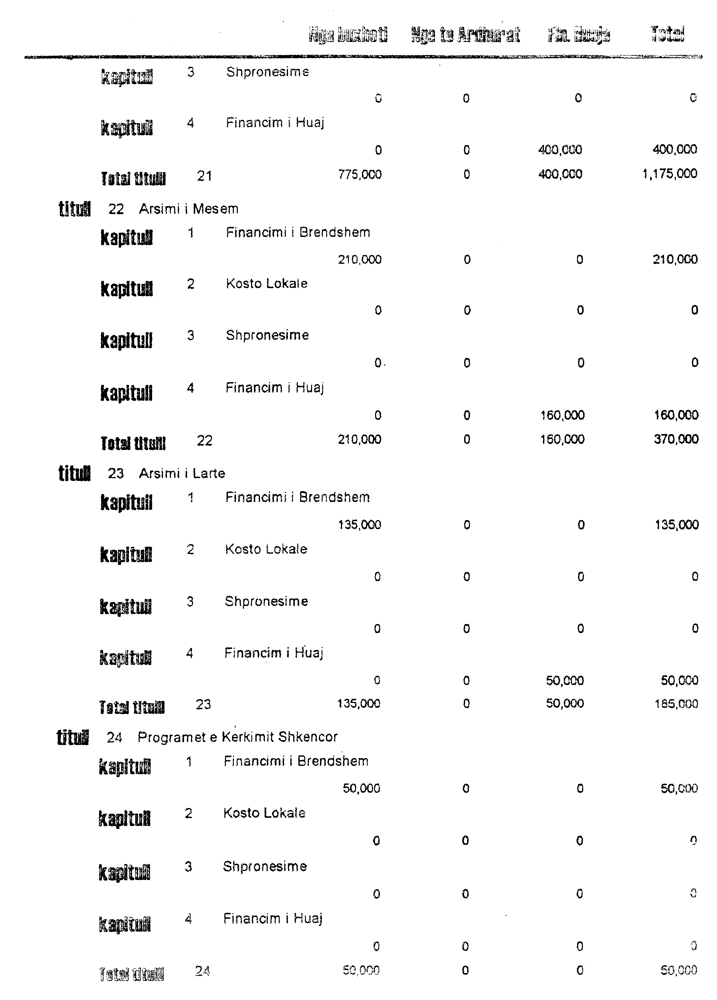 Nga buxheti Nga te Ardhurat Fin. Huaja Total
kapitull 3 Shpronesime
0 0 0 0
kapitull 4 Financim i Huaj
0 0 400,000 400,000
Total titulli 21 775,000 0 400,000 1,175,000
titull 22 Arsimi i Mesem
kapitull 1 Financimi i Brendshem
210,000 0 0 210,000
kapitull 2 Kosto Lokale
0 0 0 0
kapitull 3 Shpronesime
0 0 0 0
kapitull 4 Financim i Huaj
0 0 160,000 160,000
Total titulli 22 210,000 0 160,000 370,000
titull 23 Arsimi i Larte
kapitull 1 Financimi i Brendshem
135,000 0 0 135,000
kapitull 2 Kosto Lokale
0 0 0 0
kapitull 3 Shpronesime
0 0 0 0
kapitull 4 Financim i Huaj
0 0 50,000 50,000
Total titulli 23 135,000 0 50,000 185,000
titull 24 Programet e Kerkimit Shkencor
kapitull 1 Financimi i Brendshem
50,000 0 0 50,000
kapitull 2 Kosto Lokale
0 0 0 0
kapitull 3 Shpronesime
0 0 0 0
kapitull 4 Financim i Huaj
0 0 0 0
Total titulli 24 50,000 0 0 50,000